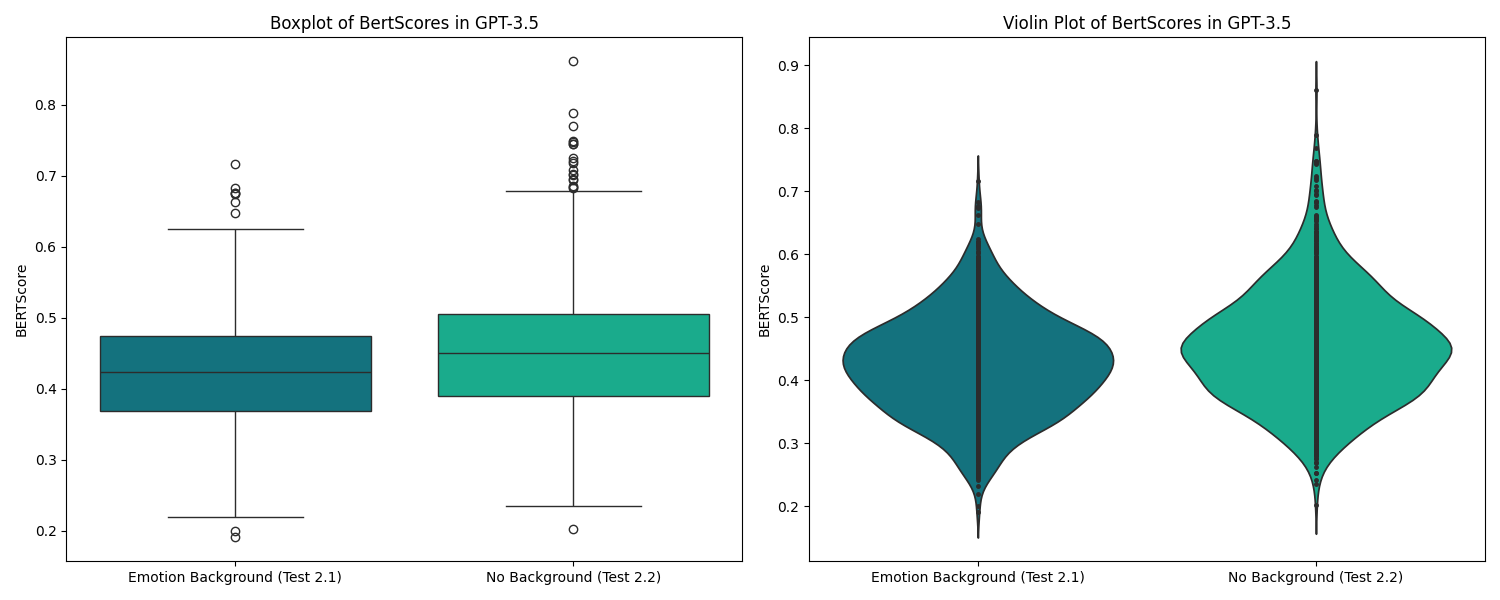 Boxplot of BertScores in GPT-3.5
BERTScore
0.8
0.7
0.6
0.5
0.4
0.3
0.2
Emotion Background (Test 2.1)
No Background (Test 2.2)
Violin Plot of BertScores in GPT-3.5
BERTScore
0.9
0.8
0.7
0.6
0.5
0.4
0.3
0.2
Emotion Background (Test 2.1)
No Background (Test 2.2)